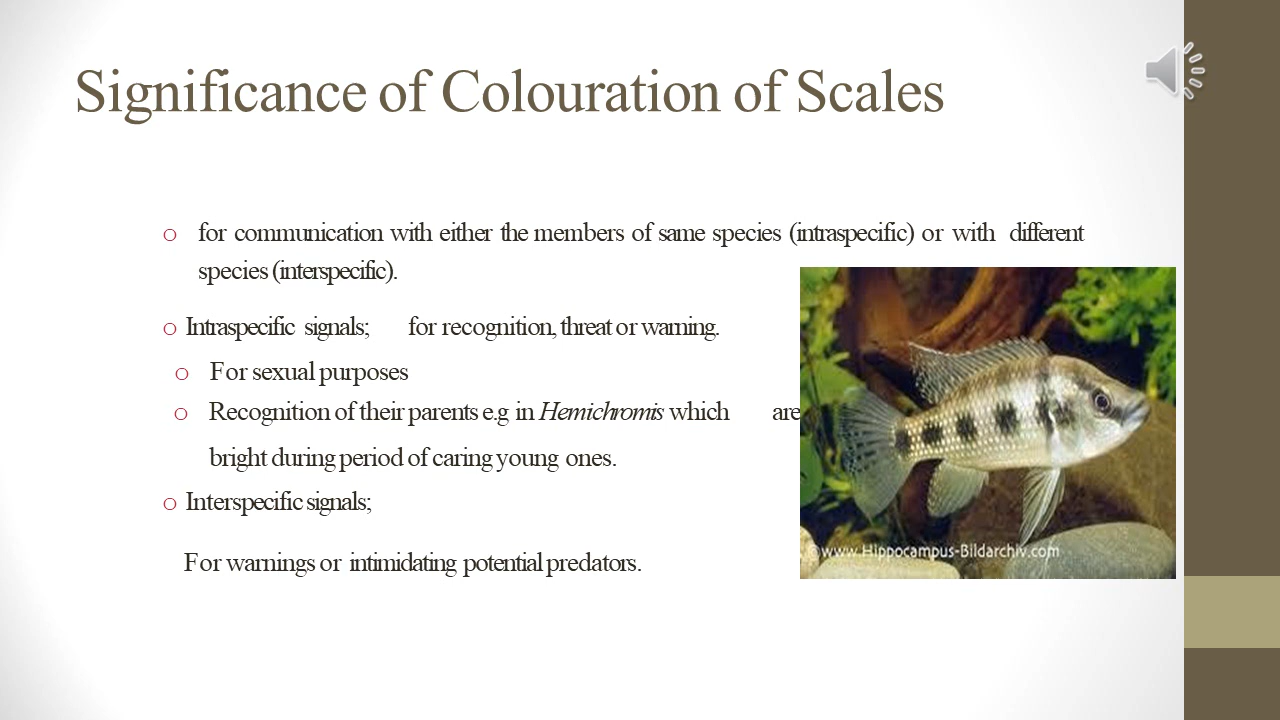 Significance of Colouration of Scales
o for communication with either the members of same species (intraspecific) or with different
species (interspecific).
o Intraspecific signals; for recognition, threat or warning.
o For sexual purposes
o Recognition of their parents e.g in Hemichromis which are
bright during period of caring young ones.
o Interspecific signals;
For warnings or intimidating potential predators.
©www.Hippocampus-Bildarchiv.com